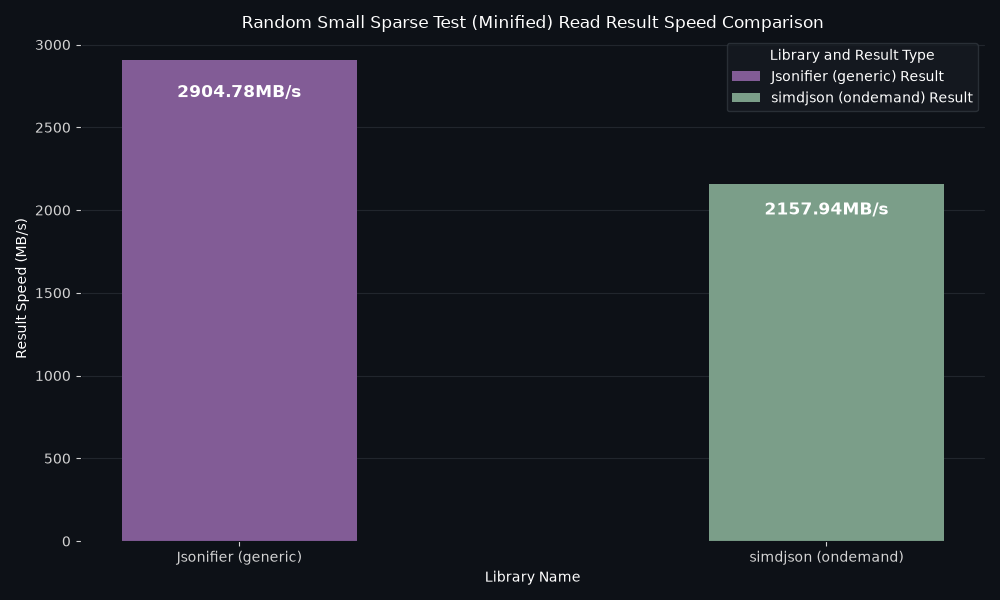 Random Small Sparse Test (Minified) Read Result Speed Comparison
Library and Result Type
Jsonifier (generic) Result
simdjson (ondemand) Result
2904.78MB/s
2157.94MB/s
Result Speed (MB/s)
3000
2500
2000
1500
1000
500
0
Jsonifier (generic)
simdjson (ondemand)
Library Name